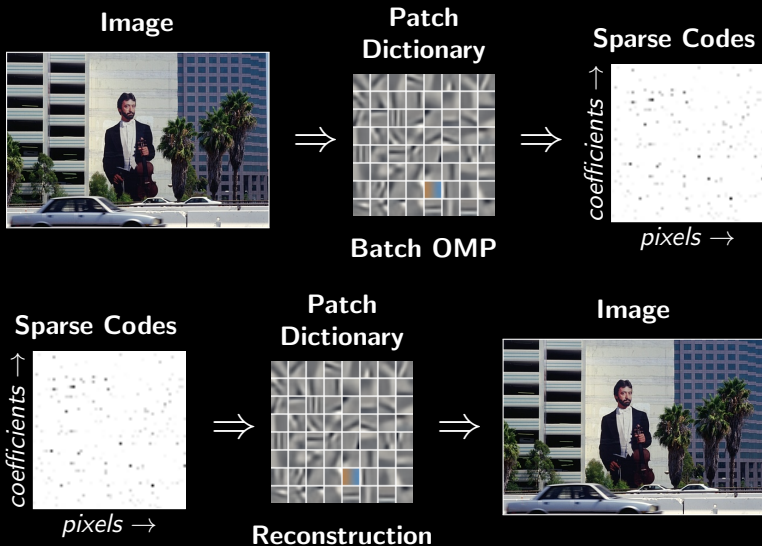 Image
Patch
Dictionary
Sparse Codes
⇒
⇒
coefficients →
pixels →
Batch OMP
Sparse Codes
Patch
Dictionary
Image
coefficients →
⇒
⇒
pixels →
Reconstruction